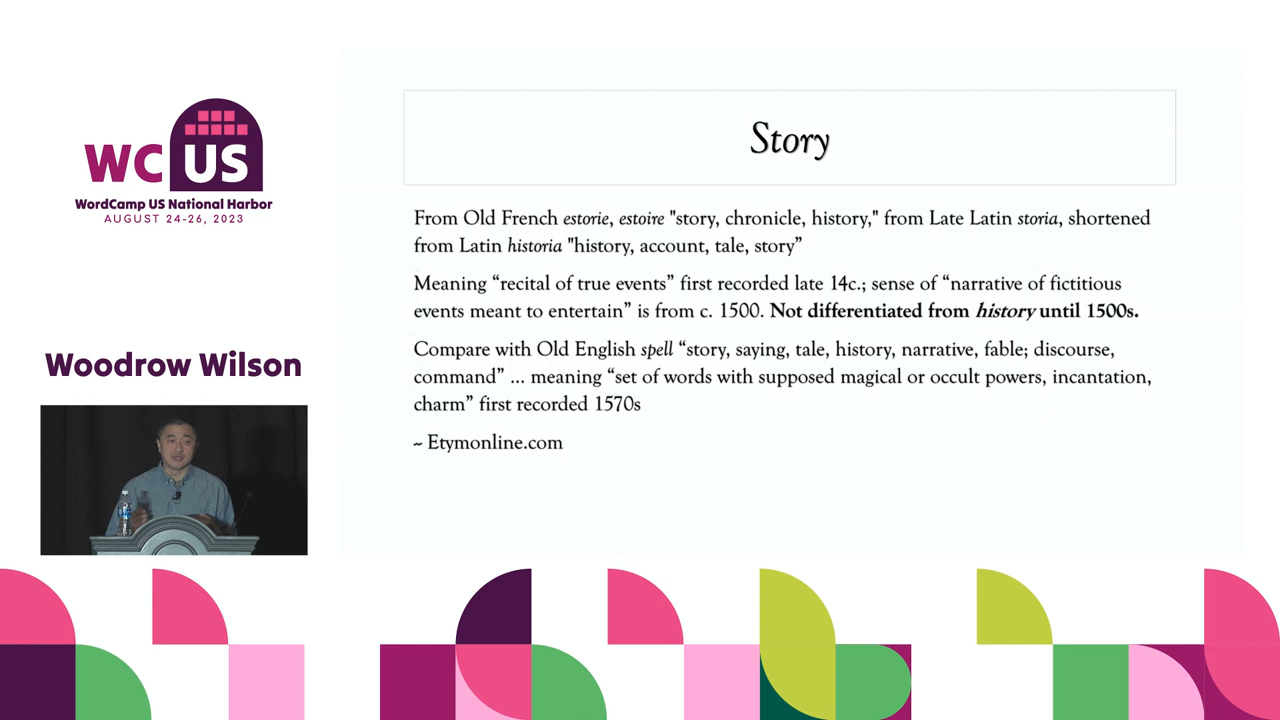 WC US
WordCamp US National Harbor
AUGUST 24-26, 2023
Woodrow Wilson
Story
From Old French estorie, estoire "story, chronicle, history," from Late Latin storia, shortened
from Latin historia "history, account, tale, story”
Meaning “recital of true events” first recorded late 14c.; sense of “narrative of fictitious
events meant to entertain” is from c. 1500. Not differentiated from history until 1500s.
Compare with Old English spell “story, saying, tale, history, narrative, fable; discourse,
command” ... meaning “set of words with supposed magical or occult powers, incantation,
charm” first recorded 1570s
~ Etymonline.com